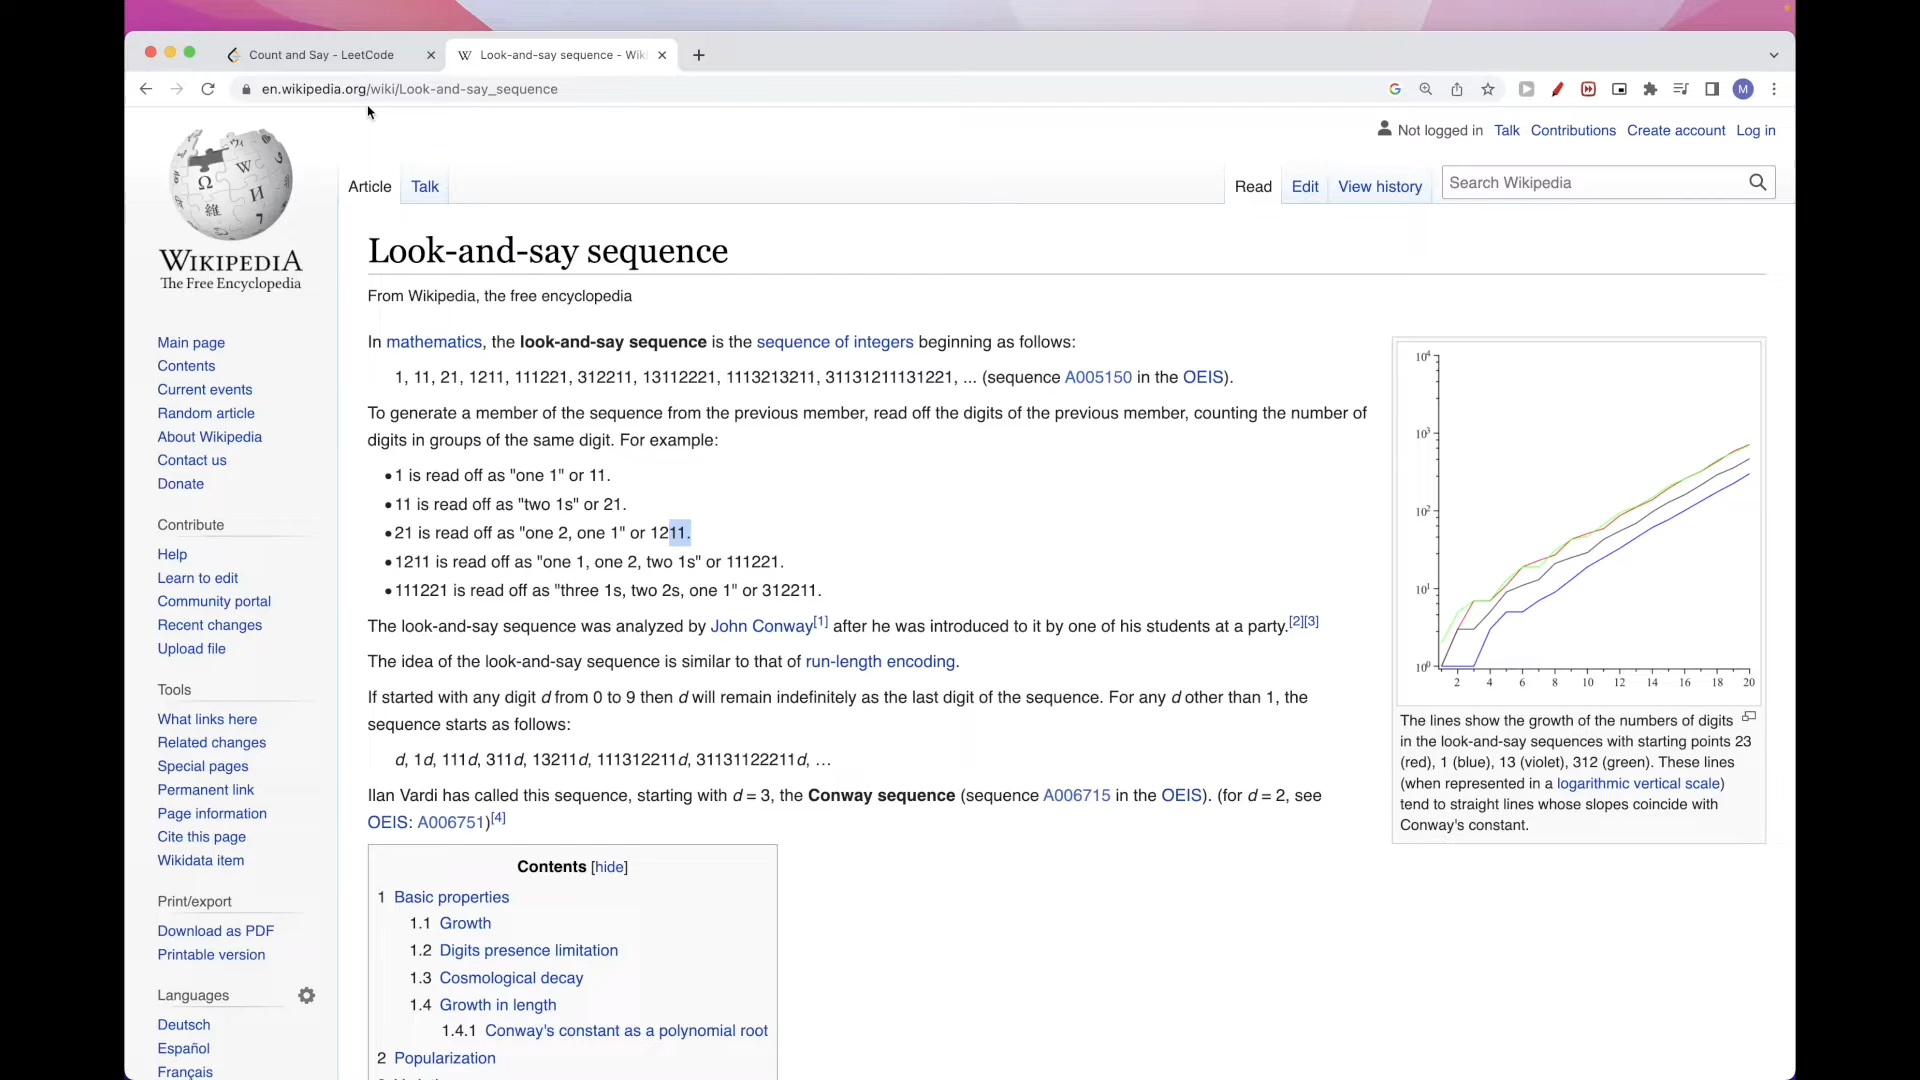 Count and Say - LeetCode
Look-and-say sequence - Wiki
en.wikipedia.org/wiki/Look-and-say_sequence
M
Not logged in Talk Contributions Create account Log in
Article Talk
Read Edit View history
Search Wikipedia
WIKIPEDIA
The Free Encyclopedia
Main page
Contents
Current events
Random article
About Wikipedia
Contact us
Donate
Contribute
Help
Learn to edit
Community portal
Recent changes
Upload file
Tools
What links here
Related changes
Special pages
Permanent link
Page information
Cite this page
Wikidata item
Print/export
Download as PDF
Printable version
Languages
Deutsch
Español
Français
Look-and-say sequence
From Wikipedia, the free encyclopedia
In mathematics, the look-and-say sequence is the sequence of integers beginning as follows:
1, 11, 21, 1211, 111221, 312211, 13112221, 1113213211, 31131211131221, ... (sequence A005150 in the OEIS).
To generate a member of the sequence from the previous member, read off the digits of the previous member, counting the number of
digits in groups of the same digit. For example:
• 1 is read off as "one 1" or 11.
• 11 is read off as "two 1s" or 21.
• 21 is read off as "one 2, one 1" or 1211.
• 1211 is read off as "one 1, one 2, two 1s" or 111221.
• 111221 is read off as "three 1s, two 2s, one 1" or 312211.
The look-and-say sequence was analyzed by John Conway[1] after he was introduced to it by one of his students at a party.[2][3]
The idea of the look-and-say sequence is similar to that of run-length encoding.
If started with any digit d from 0 to 9 then d will remain indefinitely as the last digit of the sequence. For any d other than 1, the
sequence starts as follows:
d, 1d, 111d, 311d, 13211d, 111312211d, 31131122211d, …
Ilan Vardi has called this sequence, starting with d = 3, the Conway sequence (sequence A006715 in the OEIS). (for d = 2, see
OEIS: A006751)[4]
Contents [hide]
1 Basic properties
1.1 Growth
1.2 Digits presence limitation
1.3 Cosmological decay
1.4 Growth in length
1.4.1 Conway's constant as a polynomial root
2 Popularization
10⁴
10³
10²
10¹
10⁰
2 4 6 8 10 12 14 16 18 20
The lines show the growth of the numbers of digits
in the look-and-say sequences with starting points 23
(red), 1 (blue), 13 (violet), 312 (green). These lines
(when represented in a logarithmic vertical scale)
tend to straight lines whose slopes coincide with
Conway's constant.